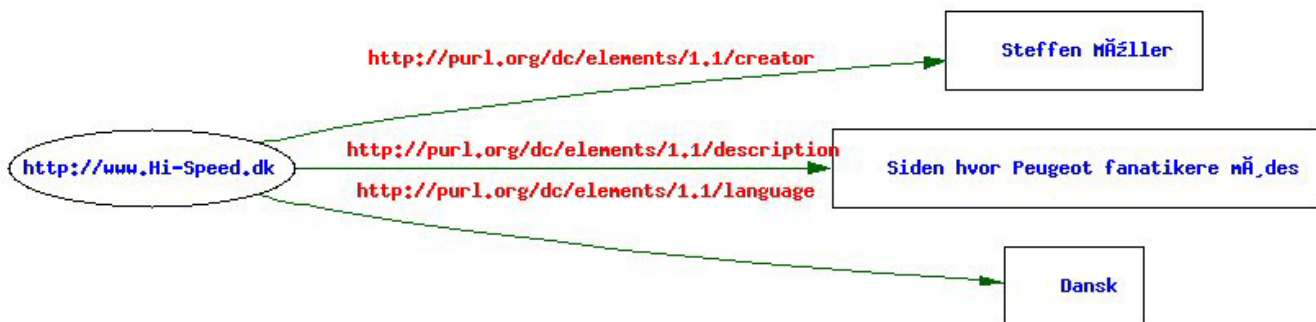 http://purl.org/dc/elements/1.1/creator
Steffen MÃžller
http://www.Hi-Speed.dk
http://purl.org/dc/elements/1.1/description
Siden hvor Peugeot fanatikere mÃ¸des
http://purl.org/dc/elements/1.1/language
Dansk